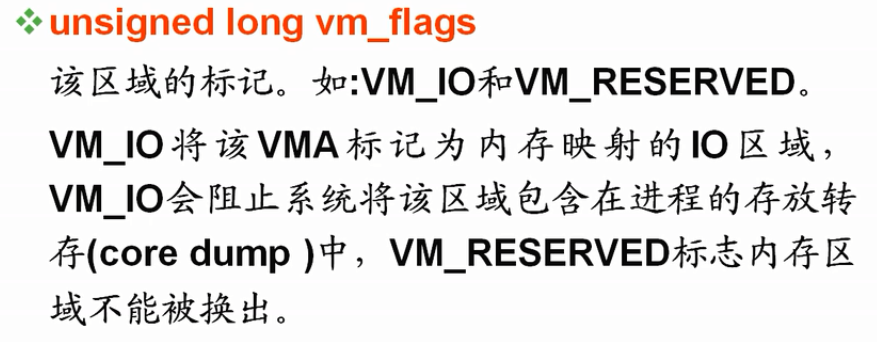 unsigned long vm_flags
该区域的标记。如:VM_IO和VM_RESERVED。
VM_IO将该VMA标记为内存映射的IO区域，
VM_IO会阻止系统将该区域包含在进程的存放转
存(core dump )中，VM_RESERVED标志内存区
域不能被换出。